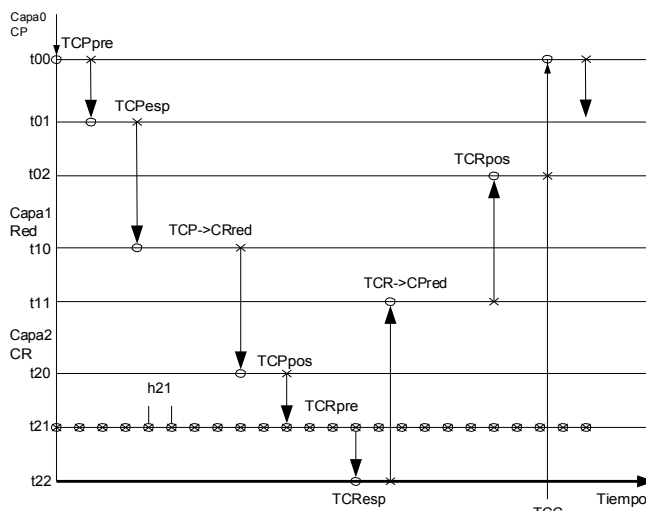 Capa0
CP
TCPpre
t00
TCPesp
t01
TCRpos
t02
Capa1
Red
TCP->CRred
t10
TCR->CPred
t11
Capa2
CR
TCPpos
t20
h21
TCRpre
t21
t22
TCResp
Tiempo